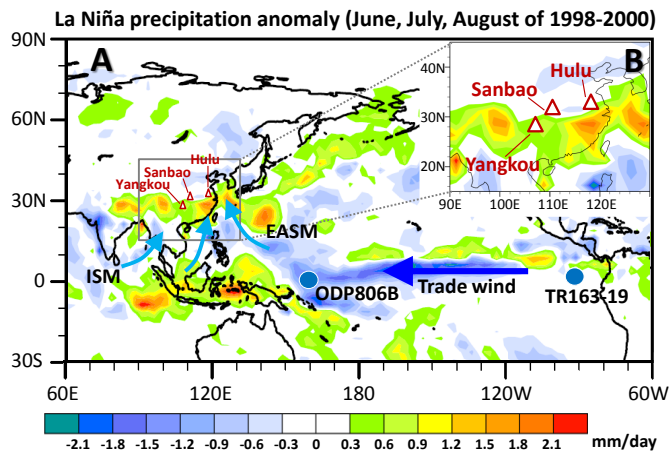 La Niña precipitation anomaly (June, July, August of 1998-2000)
90N
60N
30N
0
30S
60E
120E
180
120W
60W
A
Hulu
Sanbao
Yangkou
EASM
ISM
ODP806B
Trade wind
TR163-19
B
40N
30N
20N
90E
100
110
120E
Hulu
Sanbao
Yangkou
-2.1 -1.8 -1.5 -1.2 -0.9 -0.6 -0.3 0 0.3 0.6 0.9 1.2 1.5 1.8 2.1
mm/day